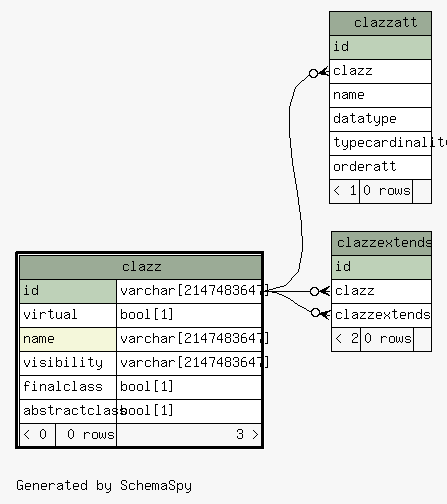 clazzatt
id
clazz
name
datatype
orderatt
< 1 0 rows
clazzextends
id
clazz
clazzextends
< 2 0 rows
clazz
id varchar[2147483647]
virtual bool[1]
name varchar[2147483647]
visibility varchar[2147483647]
finalclass bool[1]
abstractclass bool[1]
< 0 0 rows 3 >
Generated by SchemaSpy